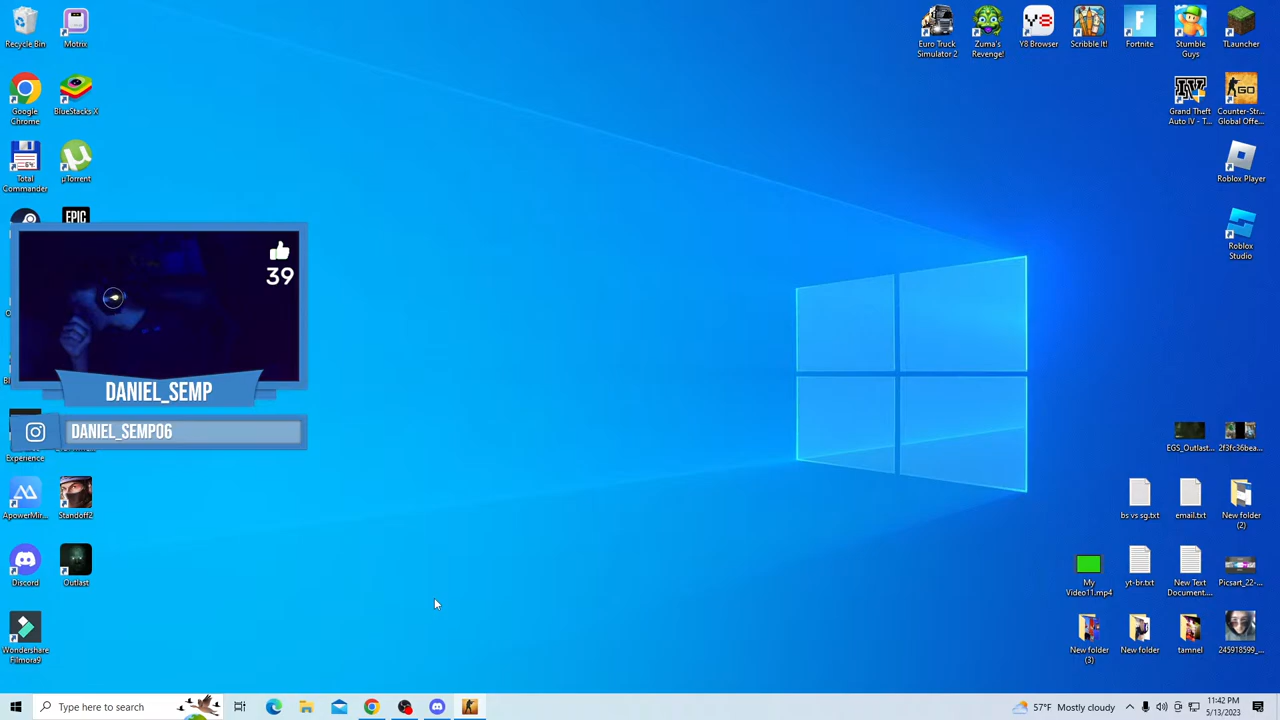 Recycle Bin
Motrix
Euro Truck
Simulator 2
Zuma's
Revenge!
Y8
Y8 Browser
Scribble It!
Fortnite
Stumble
Guys
TLauncher
Google
Chrome
BlueStacks X
IV
Grand Theft
Auto IV - T...
GO
Counter-Str...
Global Offe...
Total
Commander
µTorrent
Roblox Player
EPIC
39
Roblox
Studio
DANIEL_SEMP
DANIEL_SEMP06
Experience
EGS_Outlast...
2f3fc36bea...
ApowerMir...
Standoff2
bs vs sg.txt
email.txt
New folder
(2)
Discord
Outlast
My
Video11.mp4
yt-br.txt
New Text
Document....
Picsart_22-...
Wondershare
Filmora9
New folder
(3)
New folder
tamnel
245918599_...
Type here to search
57°F Mostly cloudy
11:42 PM
5/13/2023